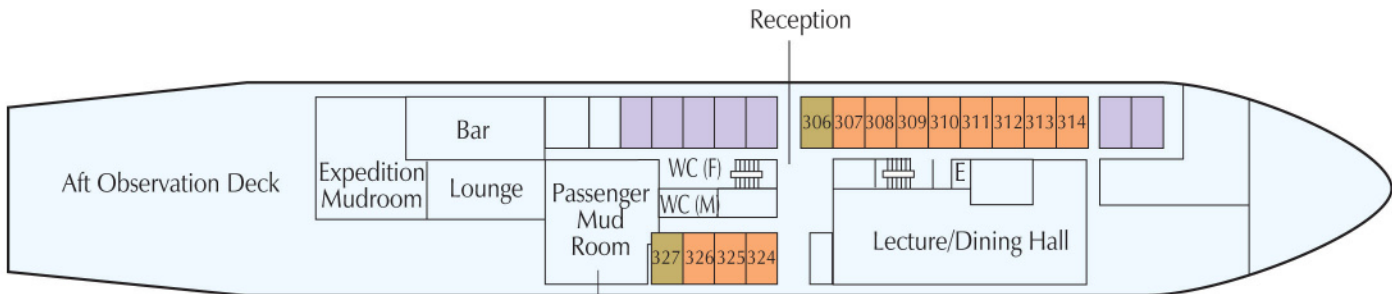 Reception
306 307 308 309 310 311 312 313 314
Bar
Aft Observation Deck
Expedition
Mudroom
Lounge
Passenger
Mud
Room
WC (F)
WC (M)
E
Lecture/Dining Hall
327 326 325 324